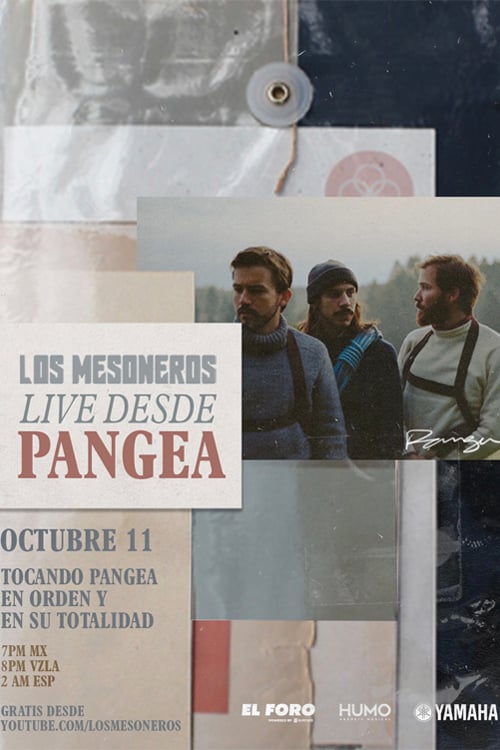 Pangea
LOS MESONEROS
LIVE DESDE
PANGEA
OCTUBRE 11
TOCANDO PANGEA
EN ORDEN Y
EN SU TOTALIDAD
7PM MX
8PM VZLA
2 AM ESP
GRATIS DESDE
YOUTUBE.COM/LOSMESONEROS
EL FORO
HUMO
YAMAHA